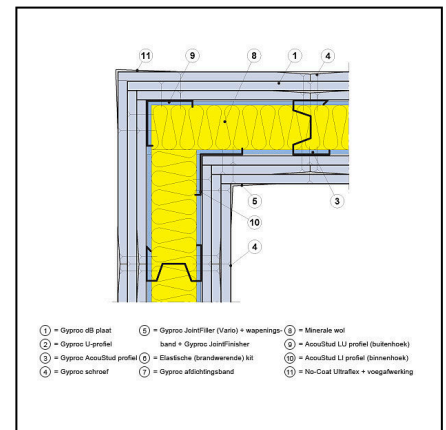 11 9 8 1 4
5 3
10
4
1 = Gyproc dB plaat
2 = Gyproc U-profiel
3 = Gyproc AcouStud profiel
4 = Gyproc schroef
5 = Gyproc JointFiller (Vario) + wapenings-
band + Gyproc JointFinisher
6 = Elastische (brandwerende) kit
7 = Gyproc afdichtingsband
8 = Minerale wol
9 = AcouStud LU profiel (buitenhoek)
10 = AcouStud LI profiel (binnenhoek)
11 = No-Coat Ultraflex + voegafwerking